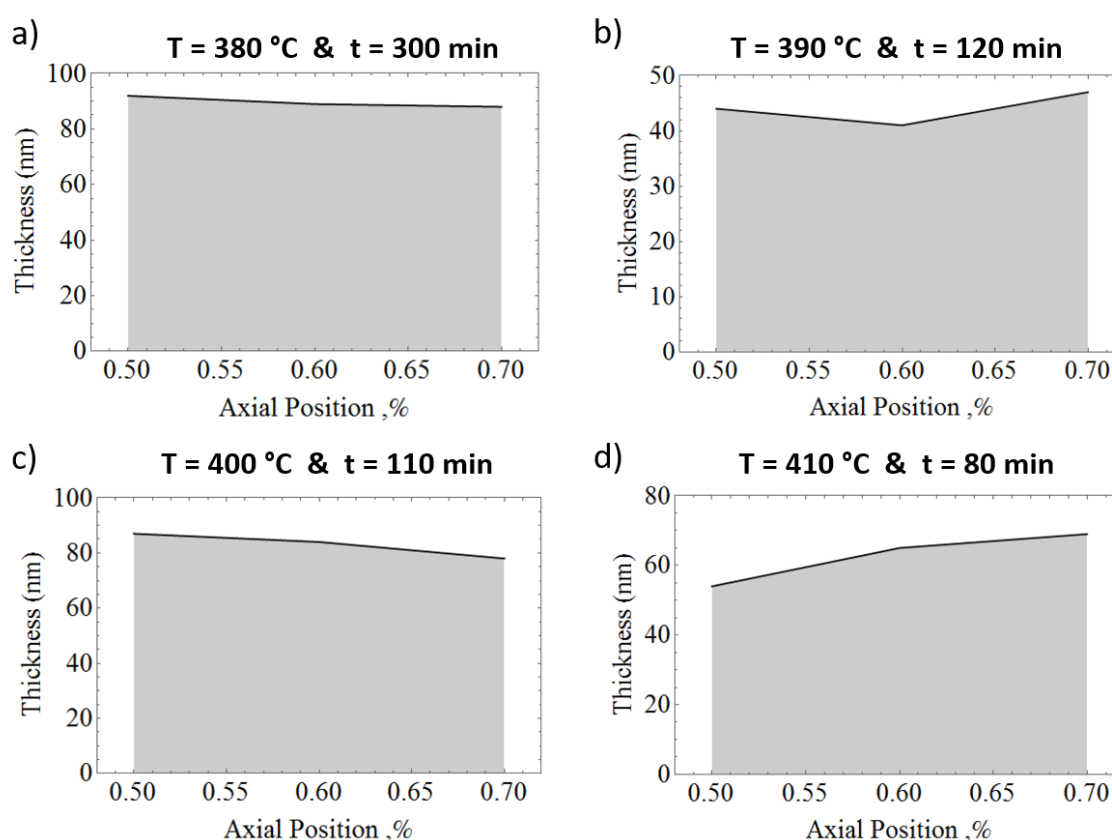 a)
T = 380 °C & t = 300 min
100
80
60
40
20
0
Thickness (nm)
0.50 0.55 0.60 0.65 0.70
Axial Position ,%
b)
T = 390 °C & t = 120 min
50
40
30
20
10
0
Thickness (nm)
0.50 0.55 0.60 0.65 0.70
Axial Position ,%
c)
T = 400 °C & t = 110 min
100
80
60
40
20
0
Thickness (nm)
0.50 0.55 0.60 0.65 0.70
Axial Position ,%
d)
T = 410 °C & t = 80 min
80
60
40
20
0
Thickness (nm)
0.50 0.55 0.60 0.65 0.70
Axial Position ,%